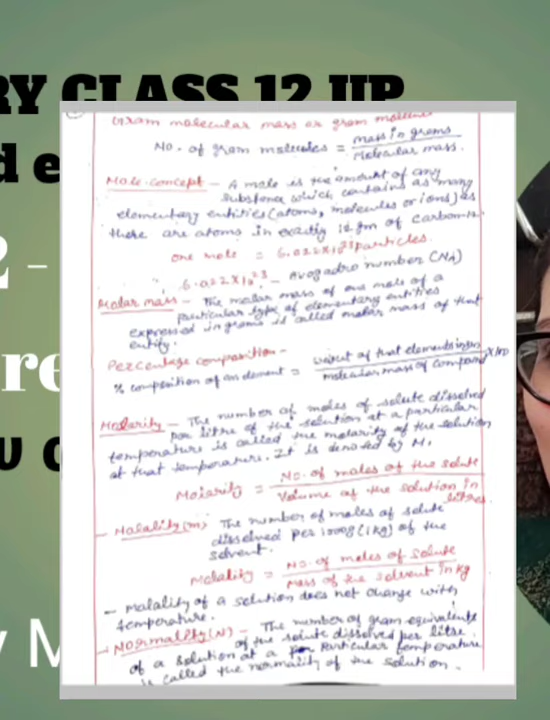 RY CLASS 12 UP
d e
2 -
re
U C
y M
Gram molecular mass or gram molecule
No. of gram molecules = mass in grams
Molecular mass.
Mole concept - A mole is the amount of any
substance which contains as many
elementary entities (atoms, molecules or ions) as
there are atoms in exactly 12 gm of carbon.
one mole = 6.022X10²³ particles.
6.022X10²³ - Avogadro number (NA)
Molar mass - The molar mass of one mole of a
particular type of elementary entities
expressed in grams is called molar mass of that
entity.
Percentage composition -
% composition of an element = weight of that element in gm X100
molecular mass of compound
Molarity - The number of moles of solute dissolved
per litre of the solution at a particular
temperature is called the molarity of the solution
at that temperature. It is denoted by M.
Molarity = No. of moles of the solute
Volume of the solution in
litres.
- Molality (m) The number of moles of solute
dissolved per 1000g (1kg) of the
solvent.
Molality = No. of moles of solute
Mass of the solvent in kg
- Molality of a solution does not change with
temperature.
- Normality (N) - The number of gram equivalents
of the solute dissolved per litre
of a solution at a particular temperature
is called the normality of the solution.